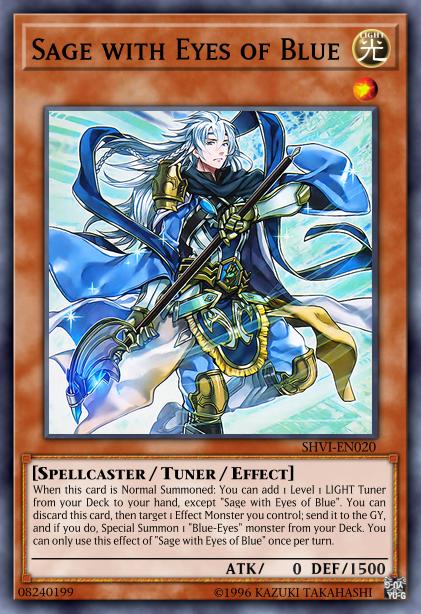 SAGE WITH EYES OF BLUE
LIGHT
光
SHVI-EN020
[SPELLCASTER / TUNER / EFFECT]
When this card is Normal Summoned: You can add 1 Level 1 LIGHT Tuner
from your Deck to your hand, except "Sage with Eyes of Blue". You can
discard this card, then target 1 Effect Monster you control; send it to the GY,
and if you do, Special Summon 1 "Blue-Eyes" monster from your Deck. You
can only use this effect of "Sage with Eyes of Blue" once per turn.
ATK/ 0 DEF/1500
08240199
©1996 KAZUKI TAKAHASHI